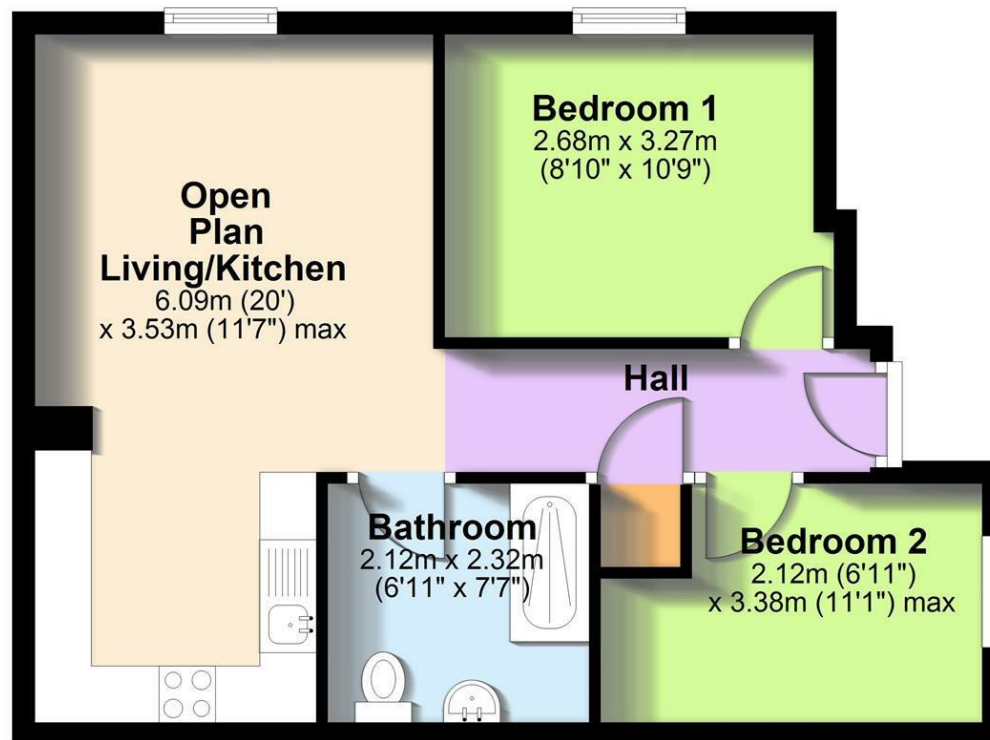 Bedroom 1
2.68m x 3.27m
(8'10" x 10'9")
Open
Plan
Living/Kitchen
6.09m (20')
x 3.53m (11'7") max
Hall
Bathroom
2.12m x 2.32m
(6'11" x 7'7")
Bedroom 2
2.12m (6'11")
x 3.38m (11'1") max